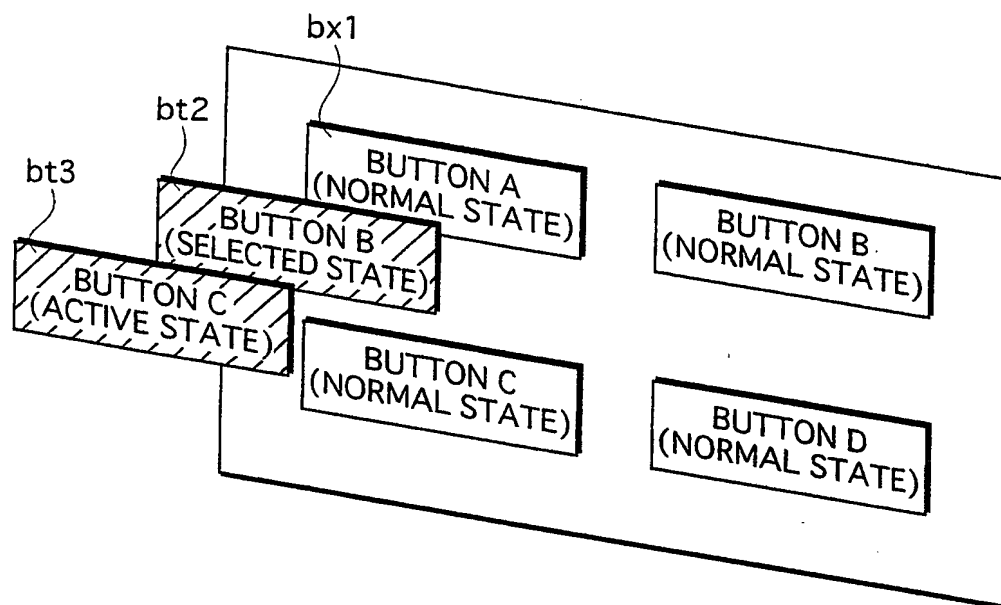 bx1
bt2
bt3
BUTTON A
(NORMAL STATE)
BUTTON B
(NORMAL STATE)
BUTTON B
(SELECTED STATE)
BUTTON C
(ACTIVE STATE)
BUTTON C
(NORMAL STATE)
BUTTON D
(NORMAL STATE)